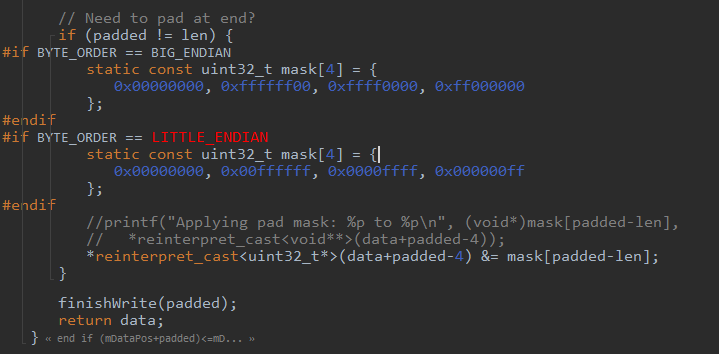 // Need to pad at end?
if (padded != len) {
#if BYTE_ORDER == BIG_ENDIAN
static const uint32_t mask[4] = {
0x00000000, 0xffffff00, 0xffff0000, 0xff000000
};
#endif
#if BYTE_ORDER == LITTLE_ENDIAN
static const uint32_t mask[4] = {
0x00000000, 0x00ffffff, 0x0000ffff, 0x000000ff
};
#endif
//printf("Applying pad mask: %p to %p\n", (void*)mask[padded-len],
//   *reinterpret_cast<void**>(data+padded-4));
*reinterpret_cast<uint32_t*>(data+padded-4) &= mask[padded-len];
}
finishWrite(padded);
return data;
} « end if (mDataPos+padded)<=mD... »